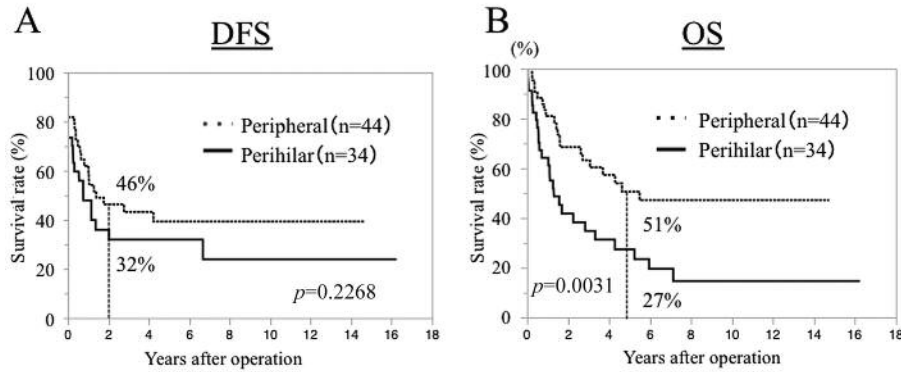 A
DFS
Survival rate (%)
100
80
60
40
20
0
Peripheral(n=44)
Perihilar(n=34)
46%
32%
p=0.2268
0 2 4 6 8 10 12 14 16 18
Years after operation
B
OS
(%)
Survival rate (%)
100
80
60
40
20
0
Peripheral(n=44)
Perihilar(n=34)
51%
p=0.0031
27%
0 2 4 6 8 10 12 14 16 18
Years after operation